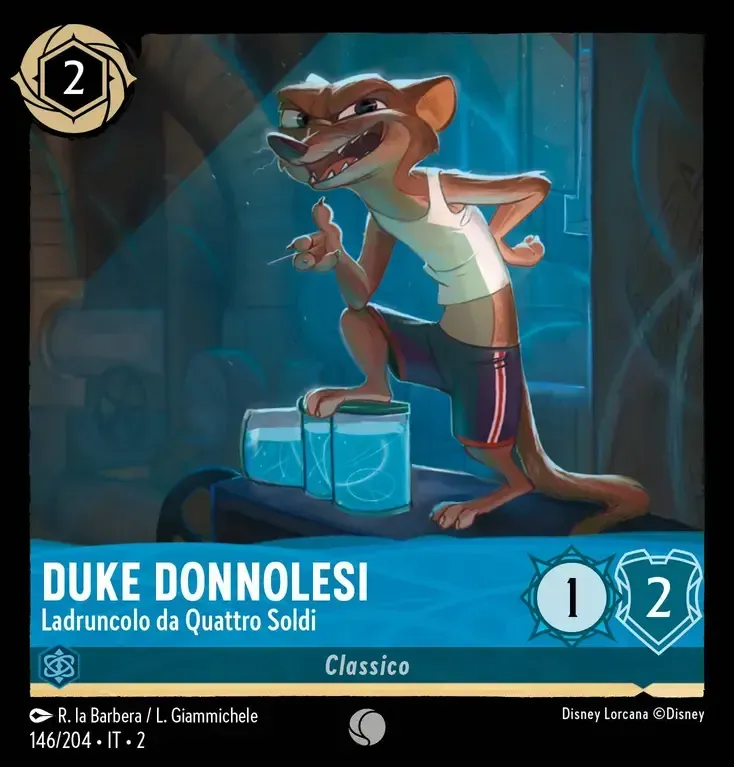 2
DUKE DONNOLESI
Ladruncolo da Quattro Soldi
1
2
Classico
R. la Barbera / L. Giammichele
Disney Lorcana ©Disney
146/204 • IT • 2